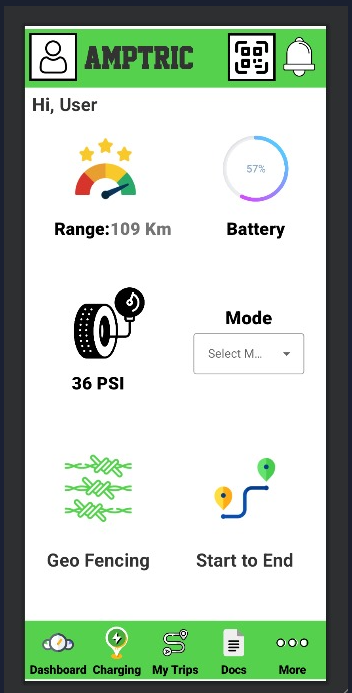 AMPTRIC
Hi, User
57%
Range:109 Km
Battery
Mode
Select M...
36 PSI
Geo Fencing
Start to End
Dashboard
Charging
My Trips
Docs
More